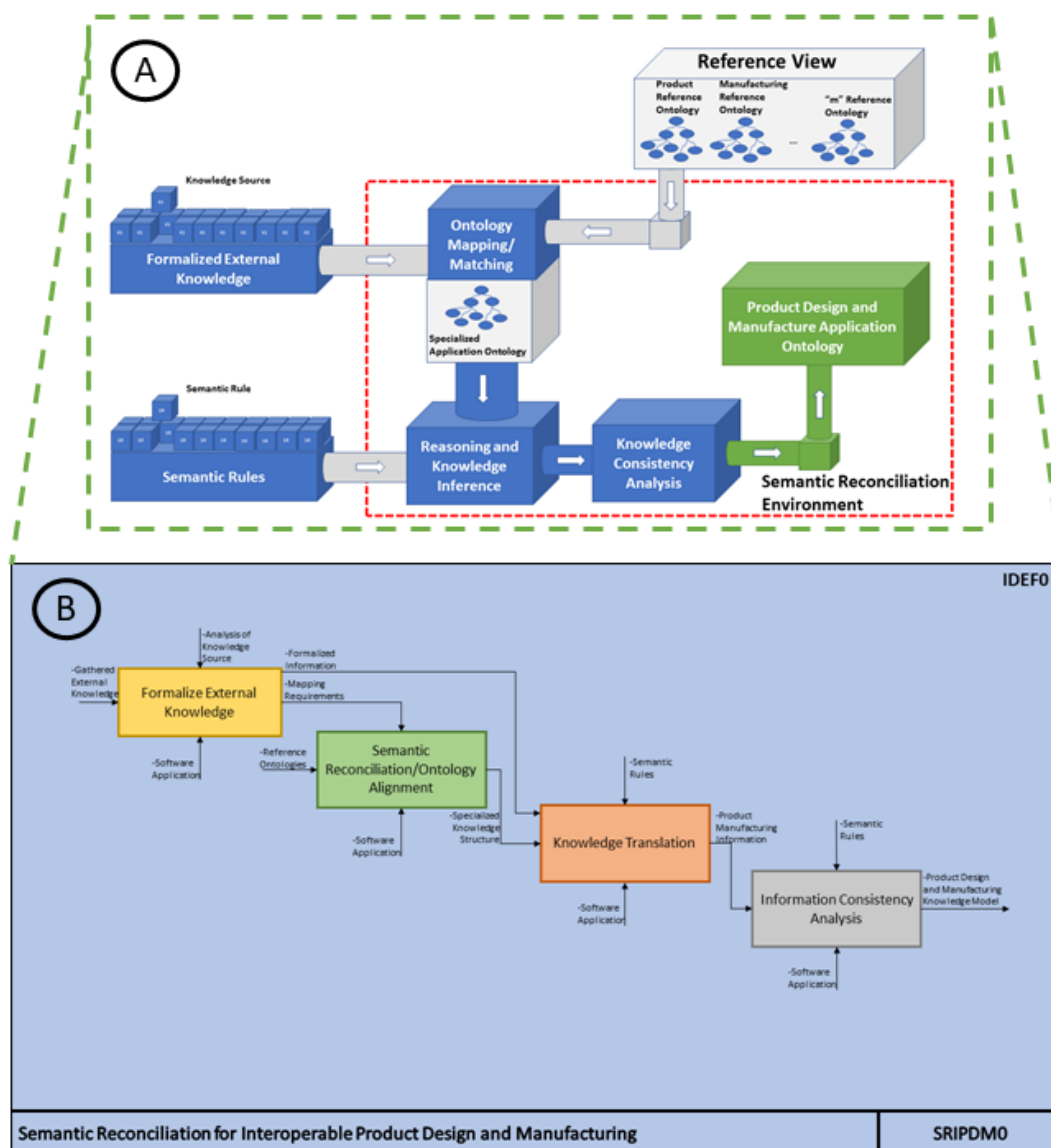 A
Reference View
Product
Reference
Ontology
Manufacturing
Reference
Ontology
...
"m" Reference
Ontology
Knowledge Source
Formalized External
Knowledge
Ontology
Mapping/
Matching
Specialized
Application Ontology
Product Design and
Manufacture Application
Ontology
Semantic Rule
Semantic Rules
Reasoning and
Knowledge
Inference
Knowledge
Consistency
Analysis
Semantic Reconciliation
Environment
IDEF0
B
-Analysis of
Knowledge
Source
-Gathered
External
Knowledge
Formalize External
Knowledge
-Formalized
Information
-Mapping
Requirements
-Software
Application
-Reference
Ontologies
Semantic
Reconciliation/Ontology
Alignment
-Software
Application
-Specialized
Knowledge
Structure
-Semantic
Rules
Knowledge Translation
-Product
Manufacturing
Information
-Software
Application
-Semantic
Rules
Information Consistency
Analysis
-Product Design
and Manufacturing
Knowledge Model
-Software
Application
Semantic Reconciliation for Interoperable Product Design and Manufacturing
SRIPDM0